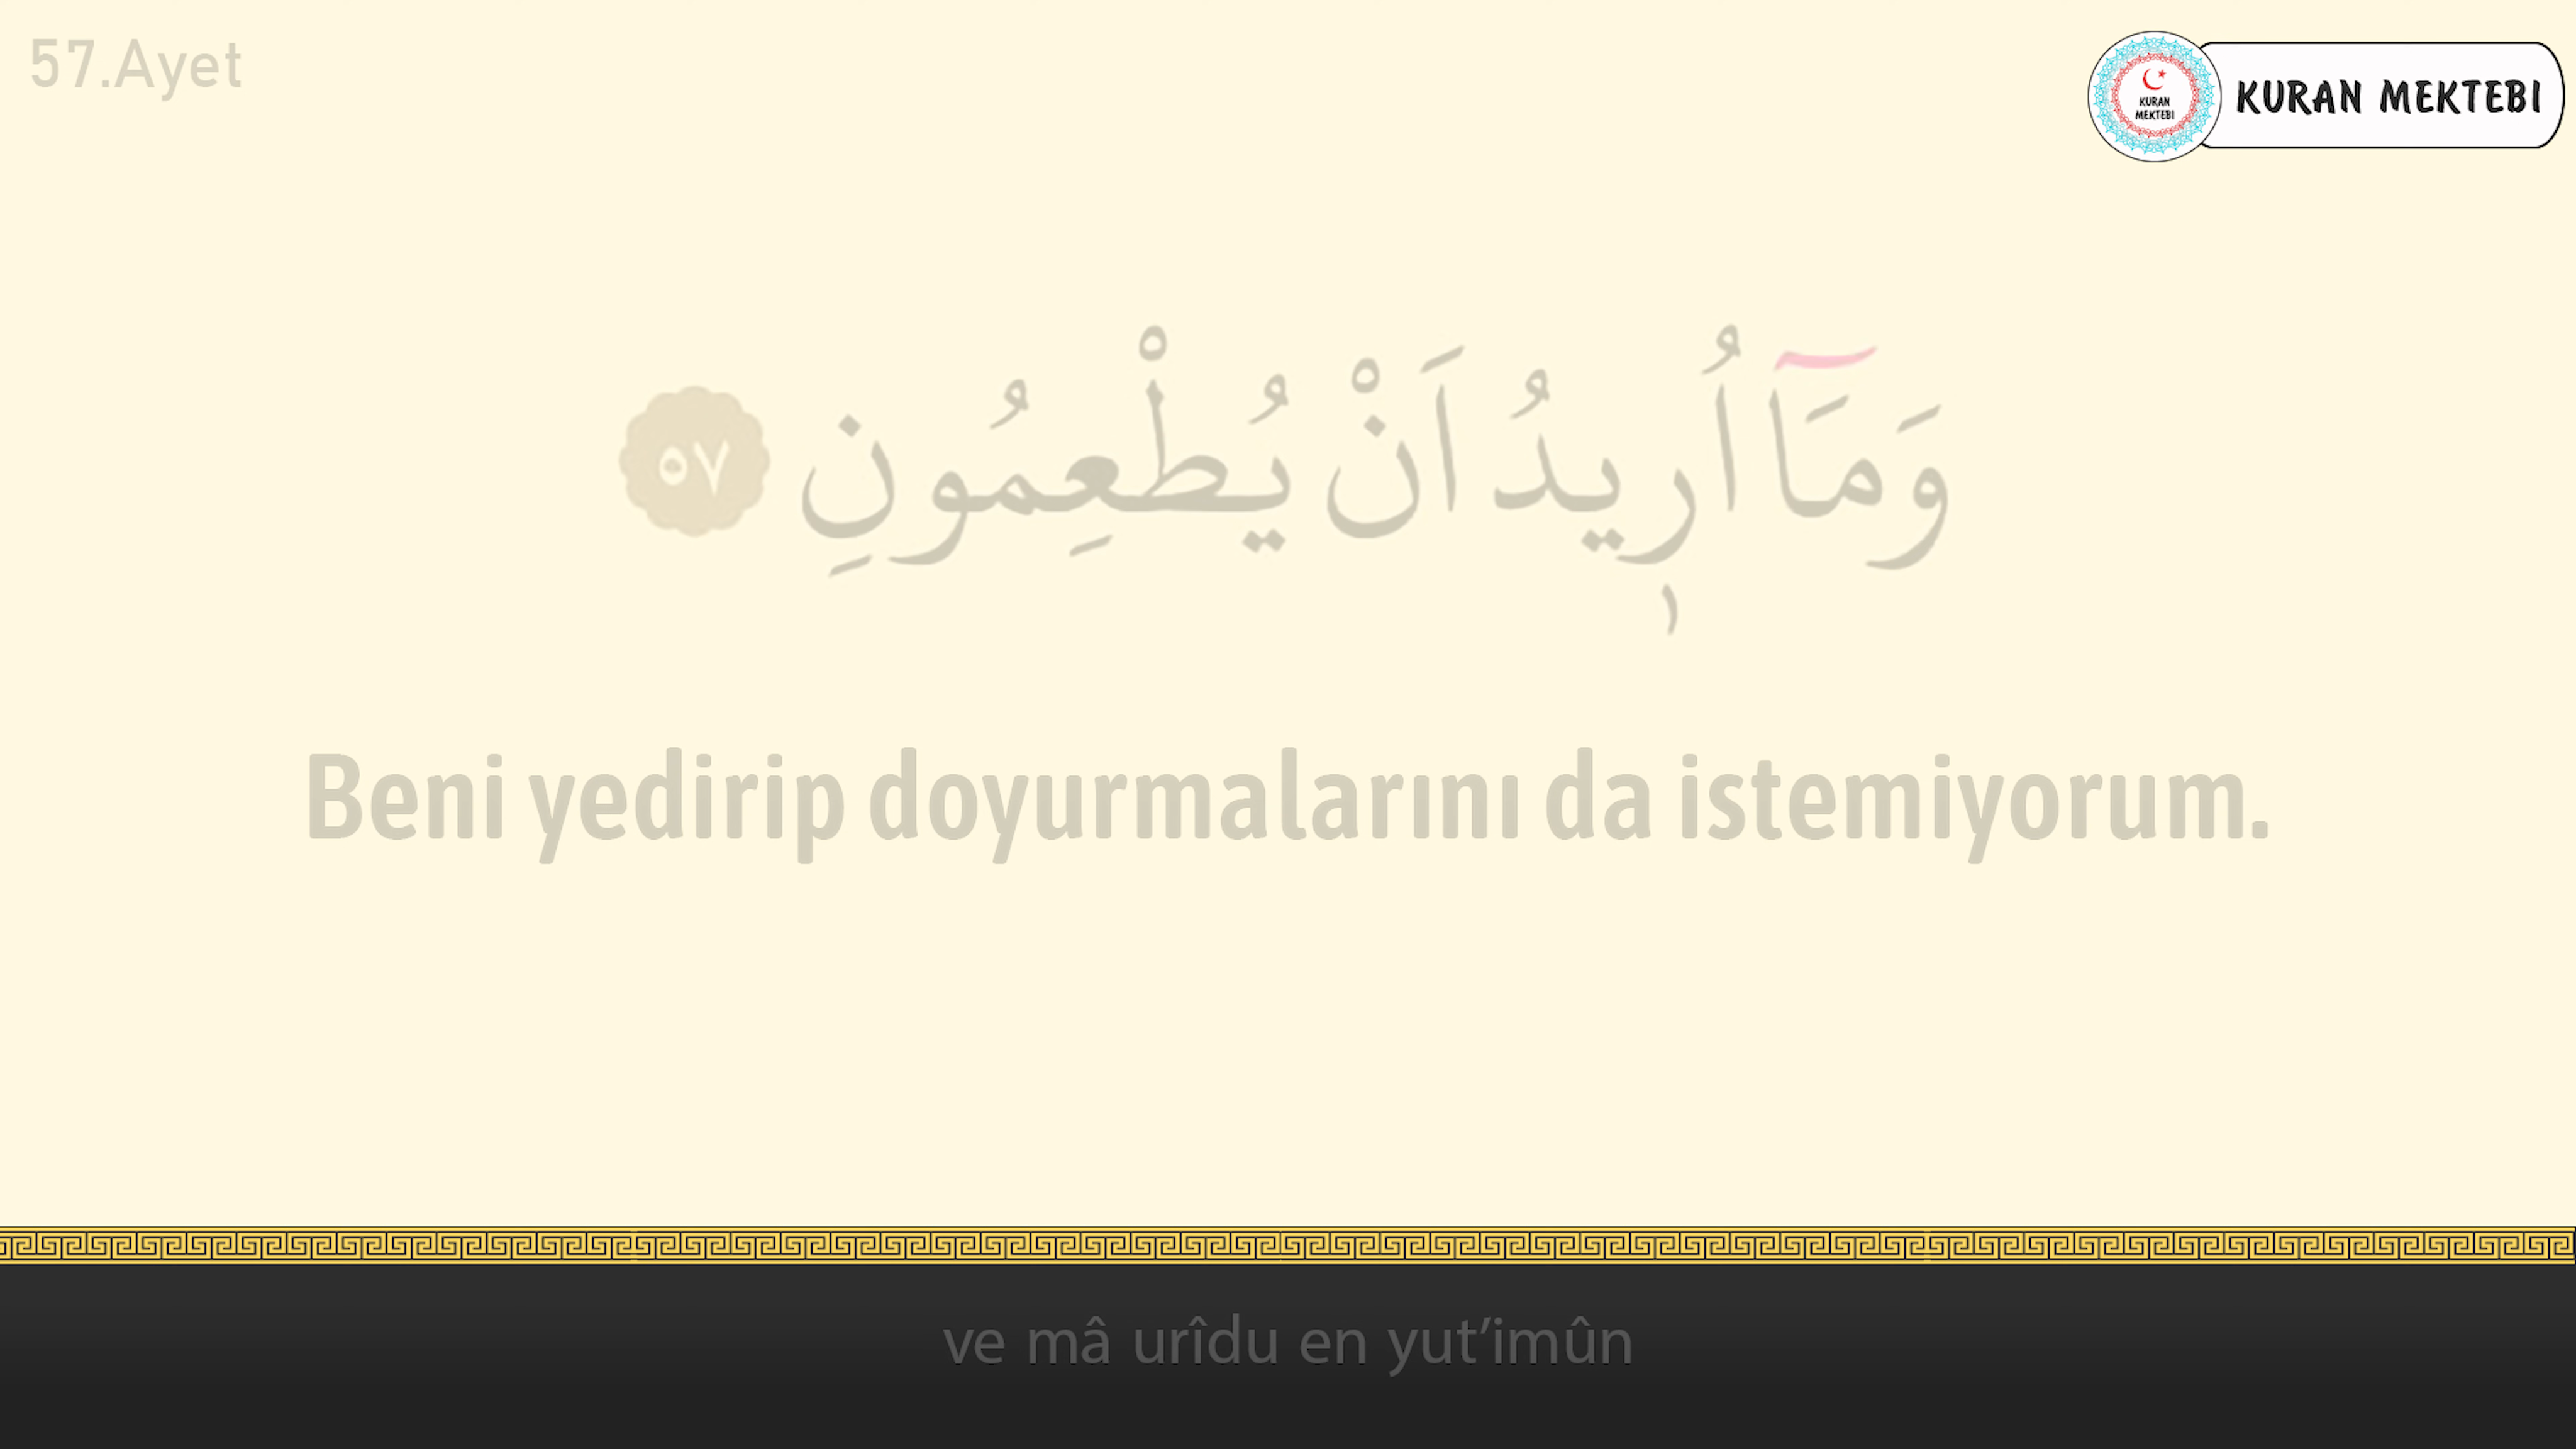 57.Ayet
KURAN
MEKTEBI
KURAN MEKTEBI
وَمَٓا اُر۪يدُ اَنْ يُطْعِمُونِ ٥٧
Beni yedirip doyurmalarını da istemiyorum.
ve mâ urîdu en yut’imûn